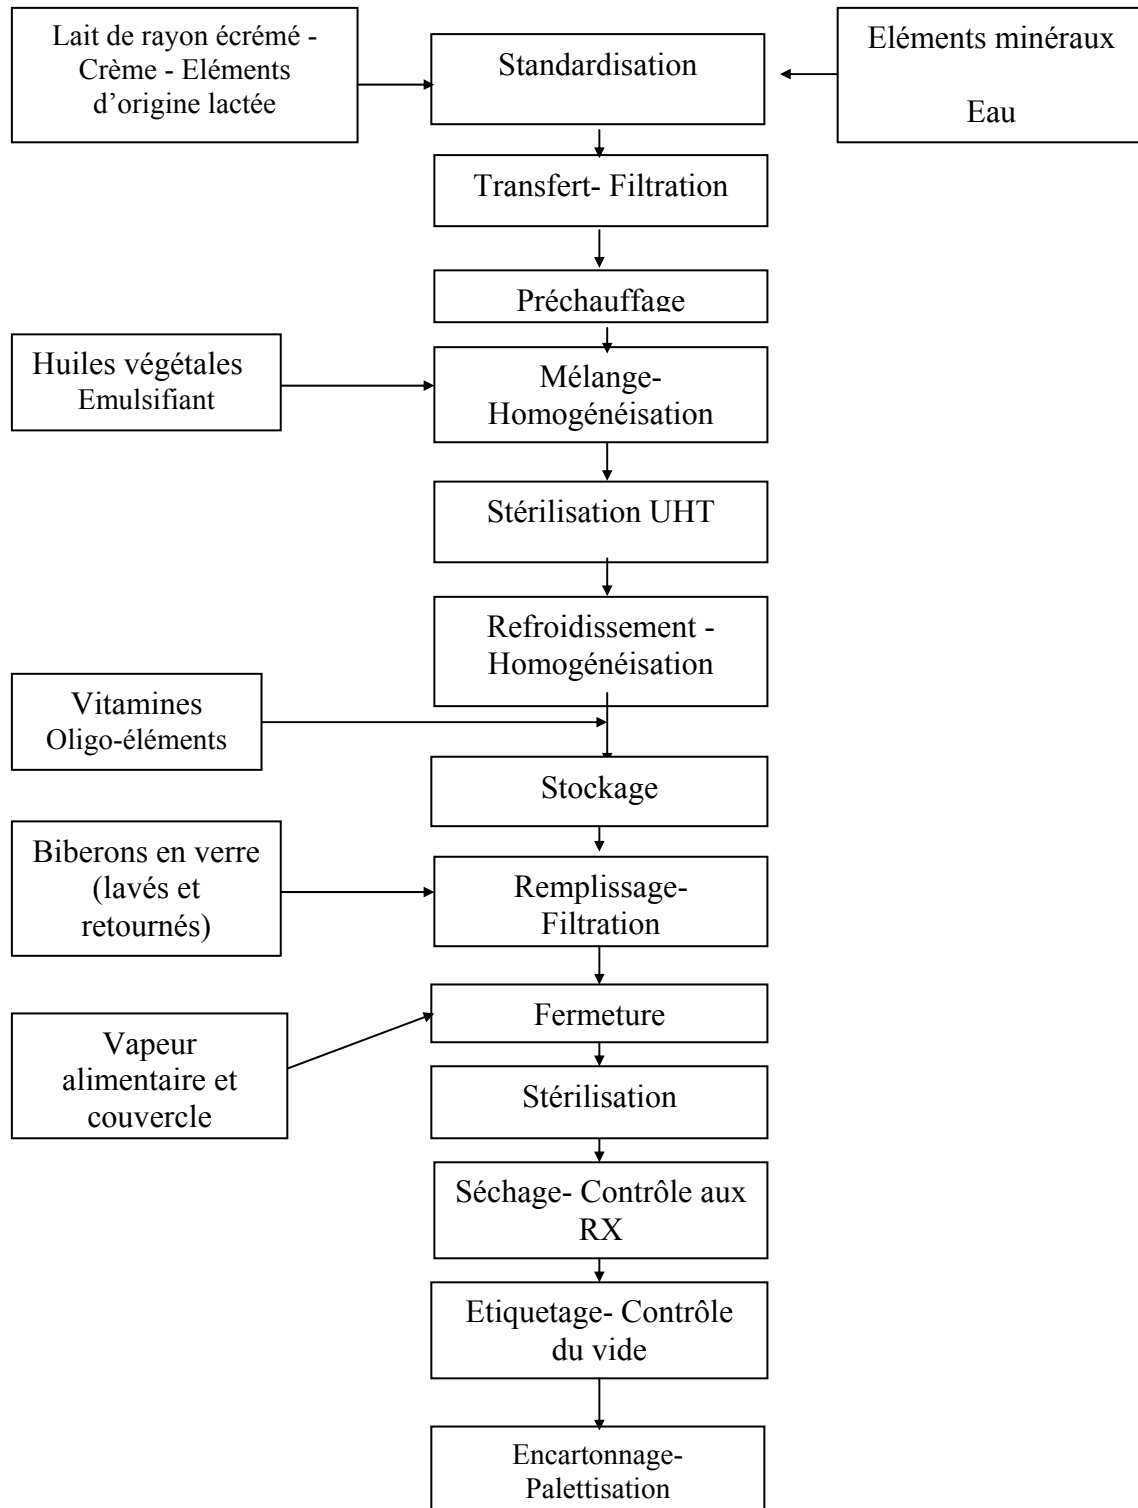 Lait de rayon écrémé -
Crème - Eléments
d’origine lactée
Standardisation
Eléments minéraux
Eau
Transfert- Filtration
Préchauffage
Huiles végétales
Emulsifiant
Mélange-
Homogénéisation
Stérilisation UHT
Refroidissement -
Homogénéisation
Vitamines
Oligo-éléments
Stockage
Biberons en verre
(lavés et
retournés)
Remplissage-
Filtration
Fermeture
Vapeur
alimentaire et
couvercle
Stérilisation
Séchage- Contrôle aux
RX
Etiquetage- Contrôle
du vide
Encartonnage-
Palettisation